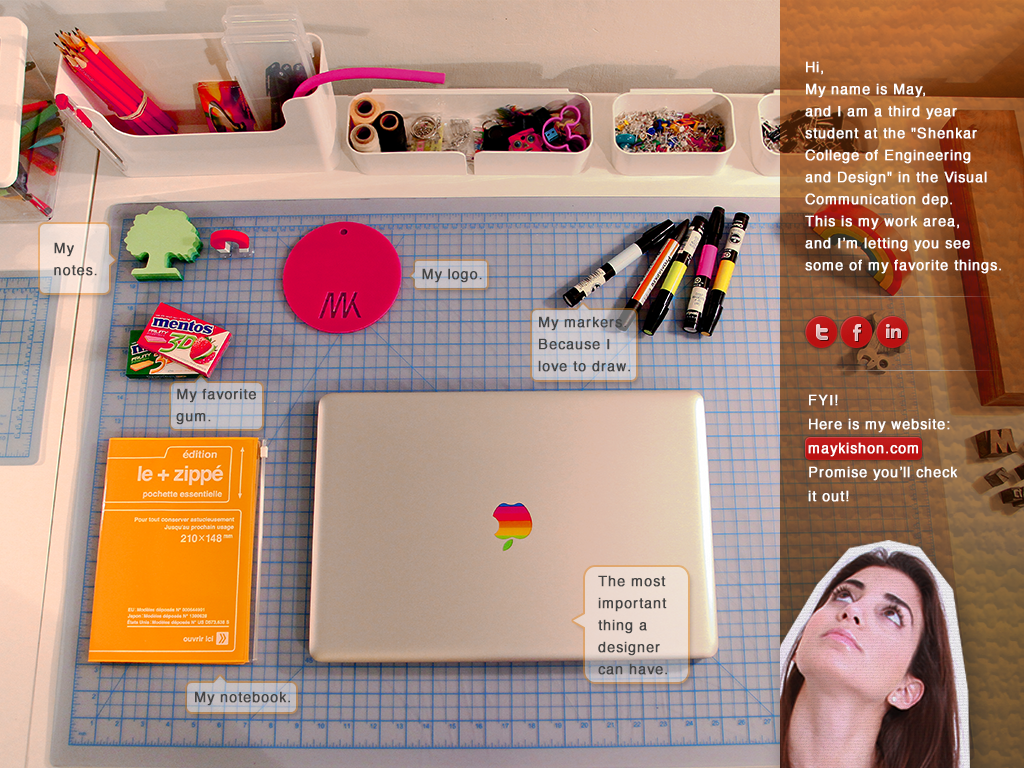 Hi,
My name is May,
and I am a third year
student at the "Shenkar
College of Engineering
and Design" in the Visual
Communication dep.
This is my work area,
and I'm letting you see
some of my favorite things.
FYI!
Here is my website:
maykishon.com
Promise you'll check
it out!
My
notes.
My logo.
MK
My markers.
Because I
love to draw.
mentos
FRUITY
3D
My favorite
gum.
édition
le + zippé
pochette essentielle
Pour tout conserver astucieusement
Jusqu'au prochain usage
210×148 mm
ouvrir ici
My notebook.
The most
important
thing a
designer
can have.
M